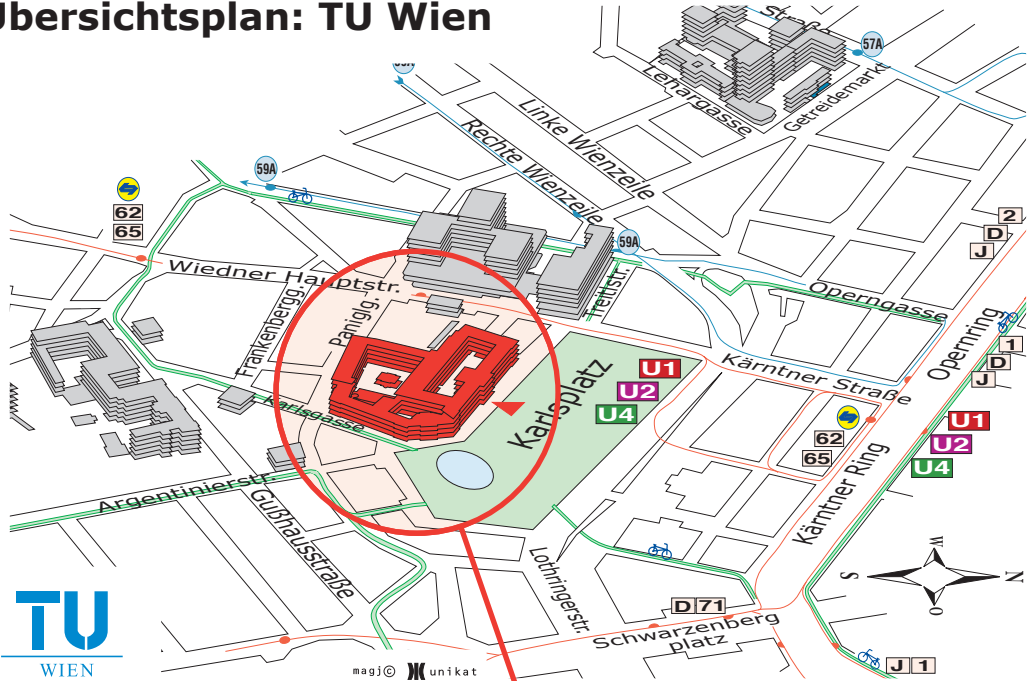 Übersichtsplan: TU Wien
Straße
57A
Lehárgasse
Getreidemarkt
Linke Wienzeile
Rechte Wienzeile
59A
62
65
59A
2
D
J
Wiedner Hauptstr.
Treitlstr.
Operngasse
Frankenbergg.
Paniglg.
Opernring
1
D
J
Karlsplatz
U1
U2
U4
Kärntner Straße
62
65
U1
U2
U4
Karlsgasse
Kärntner Ring
Argentinierstr.
Gußhausstraße
Lothringerstr.
W
S
N
O
D 71
Schwarzenberg
platz
J 1
TU
WIEN
magj© unikat